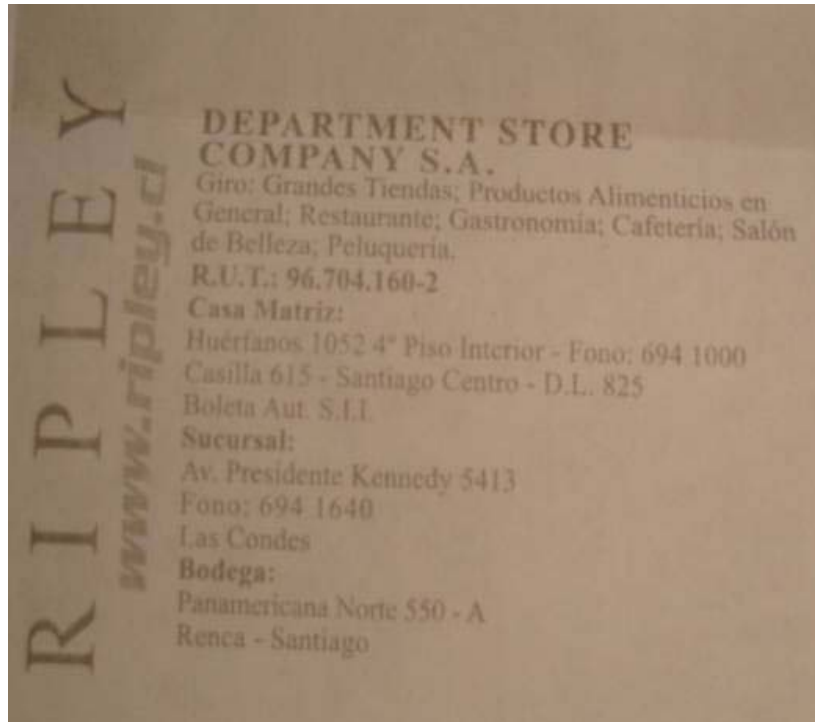 RIPLEY
www.ripley.cl
DEPARTMENT STORE
COMPANY S.A.
Giro: Grandes Tiendas; Productos Alimenticios en
General; Restaurante; Gastronomía; Cafetería; Salón
de Belleza; Peluquería.
R.U.T.: 96.704.160-2
Casa Matriz:
Huérfanos 1052 4º Piso Interior - Fono: 694 1000
Casilla 615 - Santiago Centro - D.L. 825
Boleta Aut. S.I.I.
Sucursal:
Av. Presidente Kennedy 5413
Fono: 694 1640
Las Condes
Bodega:
Panamericana Norte 550 - A
Renca - Santiago